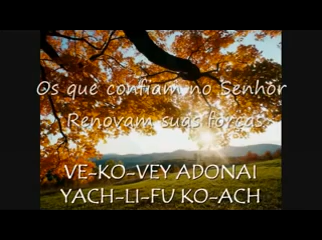 Os que confiam no Senhor
Renovam suas forças
VE-KO-VEY ADONAI
YACH-LI-FU KO-ACH